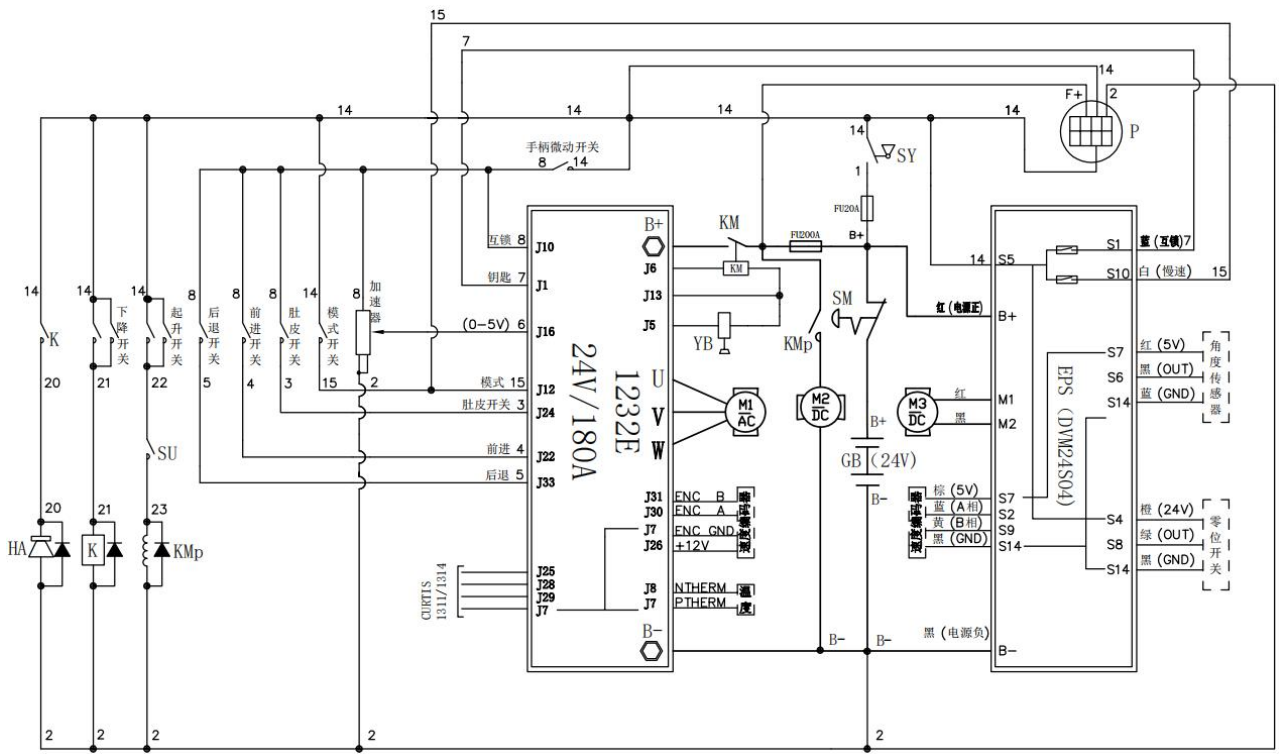 15
7
14
F+
2
P
14
14
14
14
14
手柄微动开关
8
14
SY
1
FU20A
B+
FU200A
KM
KM
B+
B-
24V/180A
1232E
互锁 8
J10
钥匙 7
J1
(0-5V) 6
J16
模式 15
J12
肚皮开关 3
J24
前进 4
J22
后退 5
J33
J6
J13
J5
YB
U
V
W
M1
AC
J31
ENC B
J30
ENC A
J7
ENC GND
J26
+12V
速度编码器
J8
NTHERM
J7
PTHERM
温度
J25
J28
J29
J7
CURTIS
1311/1314
14
K
20
14
下降开关
21
14
起升开关
22
SU
8
后退开关
5
8
前进开关
4
8
肚皮开关
3
14
模式开关
15
8
加速器
2
20
HA
21
K
23
KMp
2
2
2
2
2
SM
KMp
M2
DC
B+
GB (24V)
B-
B-
B-
M3
DC
红
黑
M1
M2
EPS (DVM24S04)
14
S5
S1
蓝(互锁)7
S10
白(慢速)
15
红(电源正)
B+
S7
红(5V)
S6
黑(OUT)
S14
蓝(GND)
角度传感器
棕(5V)
S7
蓝(A相)
S2
黄(B相)
S9
黑(GND)
S14
速度编码器
S4
橙(24V)
S8
绿(OUT)
S14
黑(GND)
零位开关
黑(电源负)
B-